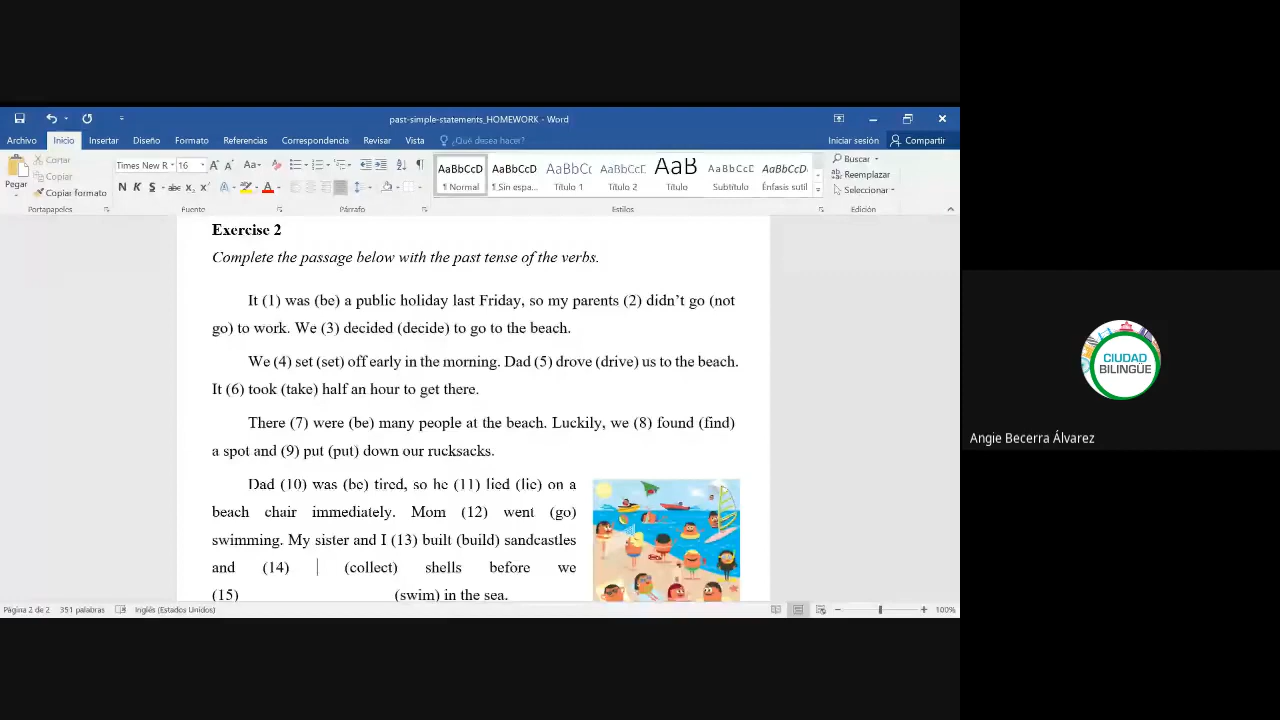 past-simple-statements_HOMEWORK - Word
Archivo Inicio Insertar Diseño Formato Referencias Correspondencia Revisar Vista ¿Qué desea hacer? Iniciar sesión Compartir
Pegar
Cortar
Copiar
Copiar formato
Portapapeles
Times New R 16
N K S abc x₂ x²
Fuente
Párrafo
AaBbCcD AaBbCcD AaBbCc AaBbCcE AaB AaBbCcC AaBbCcD
¶ Normal ¶ Sin espa... Título 1 Título 2 Título Subtítulo Énfasis sutil
Estilos
Buscar
Reemplazar
Seleccionar
Edición
Exercise 2
Complete the passage below with the past tense of the verbs.
It (1) was (be) a public holiday last Friday, so my parents (2) didn't go (not
go) to work. We (3) decided (decide) to go to the beach.
We (4) set (set) off early in the morning. Dad (5) drove (drive) us to the beach.
It (6) took (take) half an hour to get there.
There (7) were (be) many people at the beach. Luckily, we (8) found (find)
a spot and (9) put (put) down our rucksacks.
Dad (10) was (be) tired, so he (11) lied (lie) on a
beach chair immediately. Mom (12) went (go)
swimming. My sister and I (13) built (build) sandcastles
and (14) (collect) shells before we
(15) (swim) in the sea.
Página 2 de 2 351 palabras Inglés (Estados Unidos) 100%
CIUDAD
BILINGÜE
Angie Becerra Álvarez